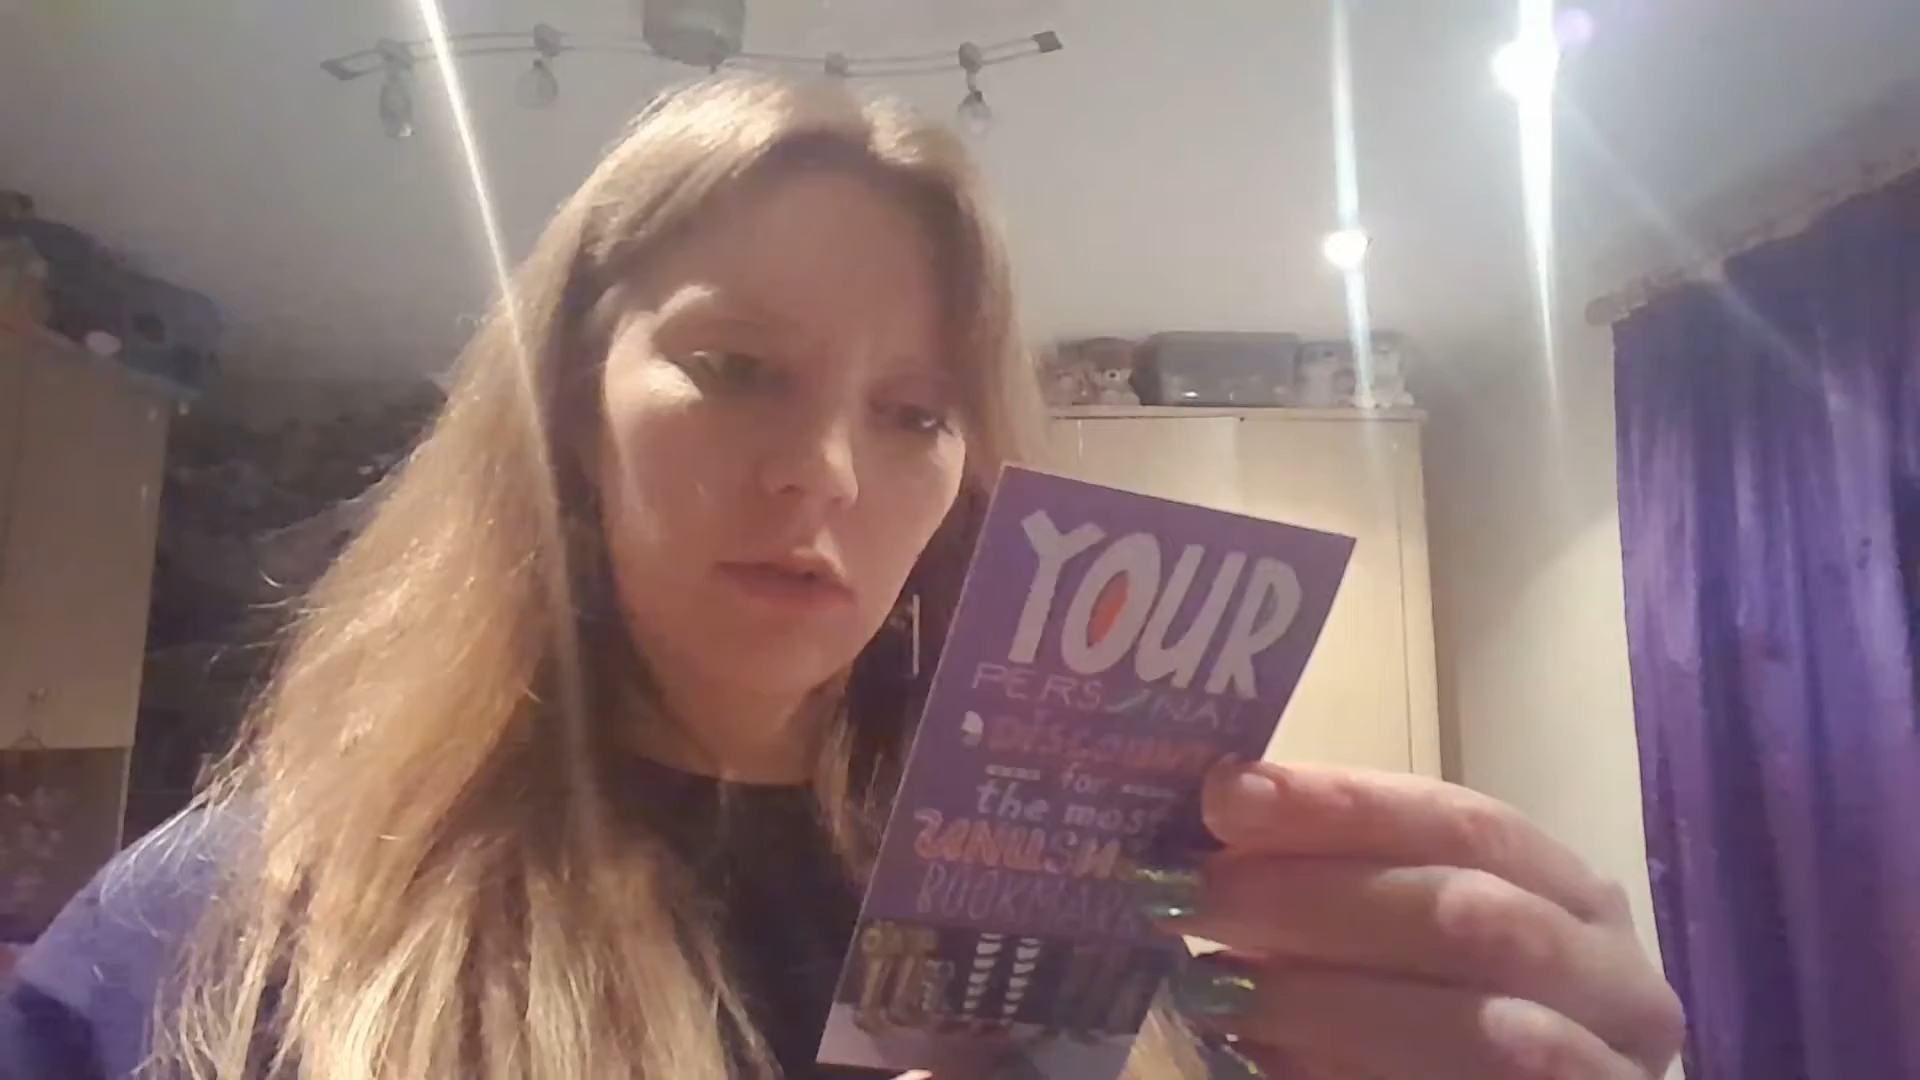 YOUR
PERSONAL
DISCOUNT
for
the most
UNUSUAL
BOOKMARKS